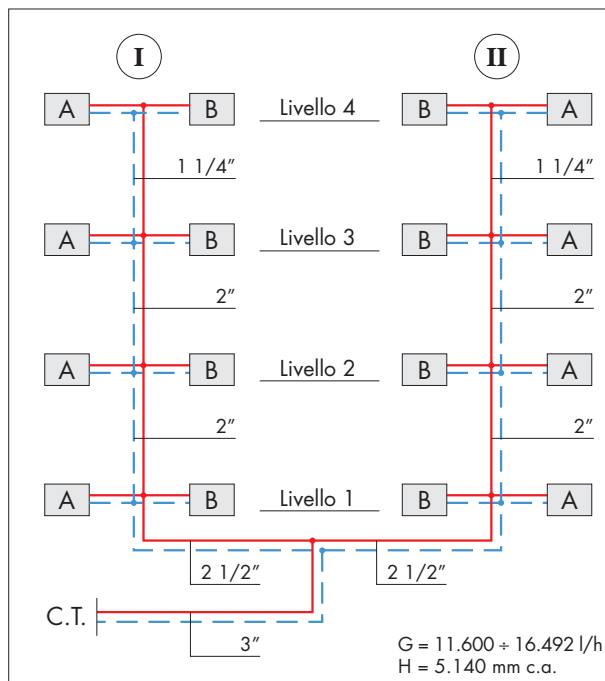 I II
A B Livello 4 B A
1 1/4” 1 1/4”
A B Livello 3 B A
2” 2”
A B Livello 2 B A
2” 2”
A B Livello 1 B A
2 1/2” 2 1/2”
C.T.
3”
G = 11.600 ÷ 16.492 l/h
H = 5.140 mm c.a.